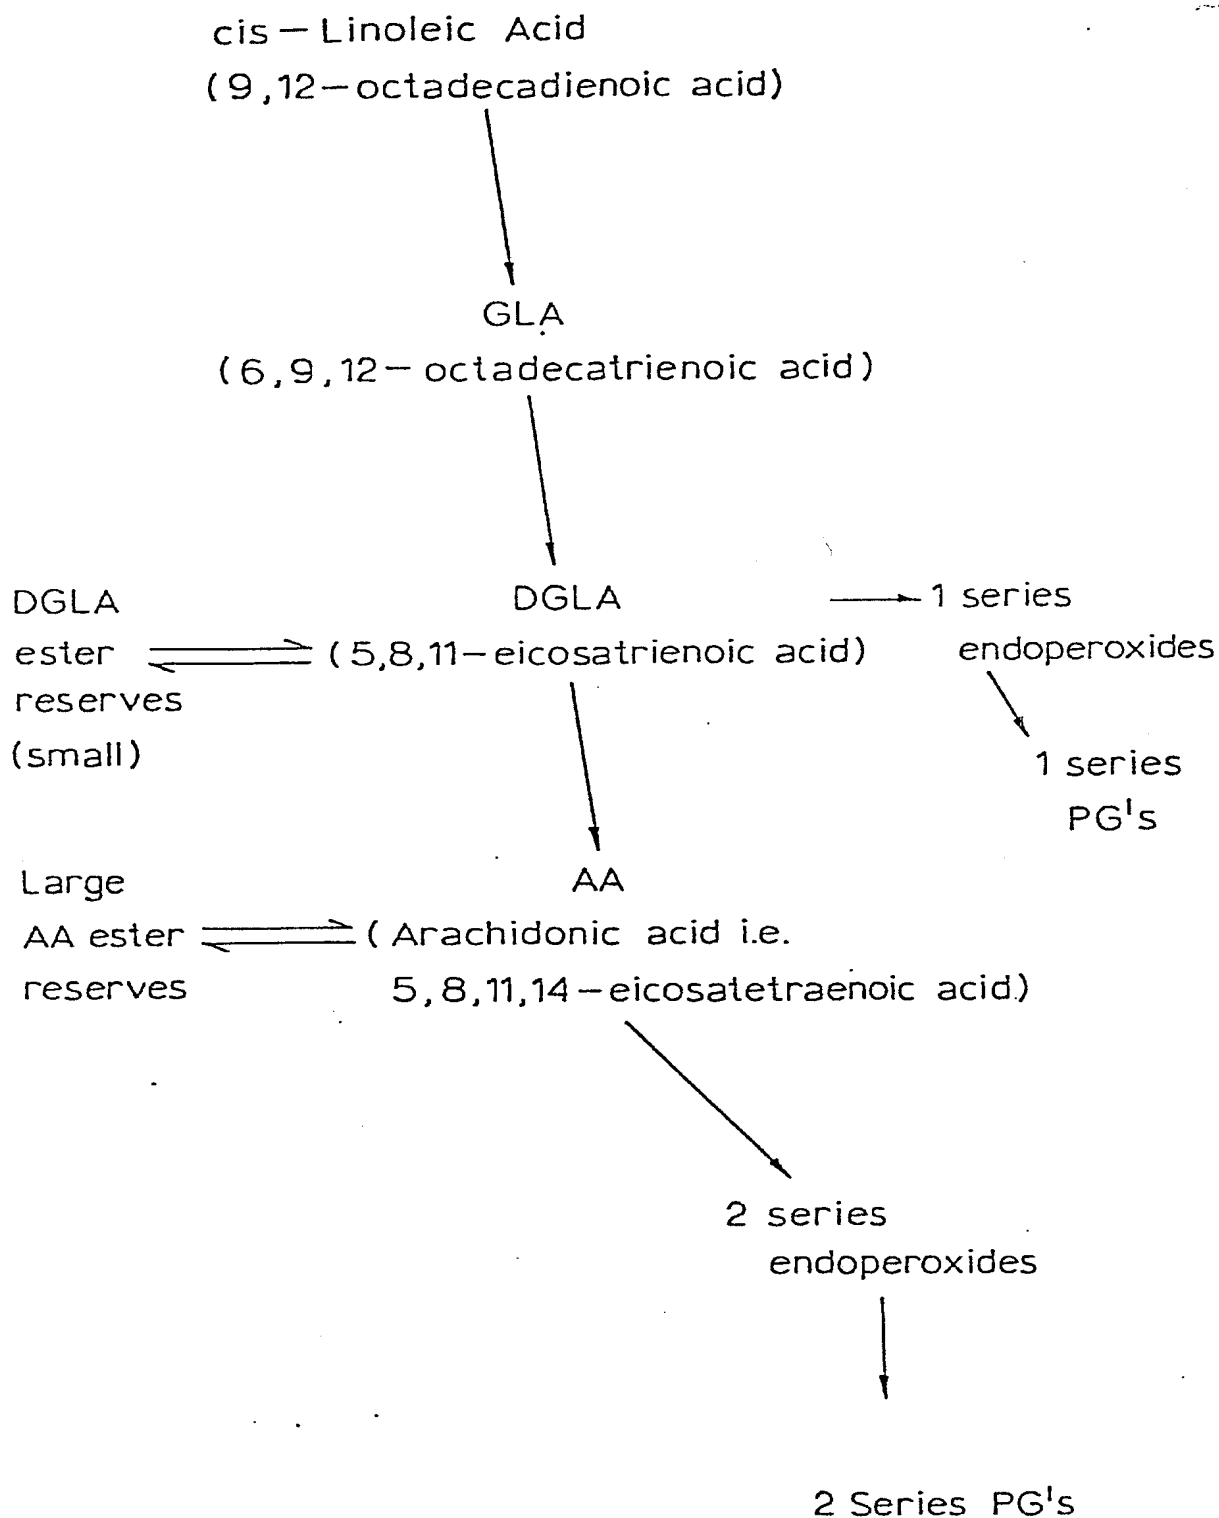 cis – Linoleic Acid
(9,12–octadecadienoic acid)
GLA
(6,9,12– octadecatrienoic acid)
DGLA
ester
reserves
(small)
DGLA
(5,8,11–eicosatrienoic acid)
1 series
endoperoxides
1 series
PG's
Large
AA ester
reserves
AA
( Arachidonic acid i.e.
5,8,11,14–eicosatetraenoic acid)
2 series
endoperoxides
2 Series PG's